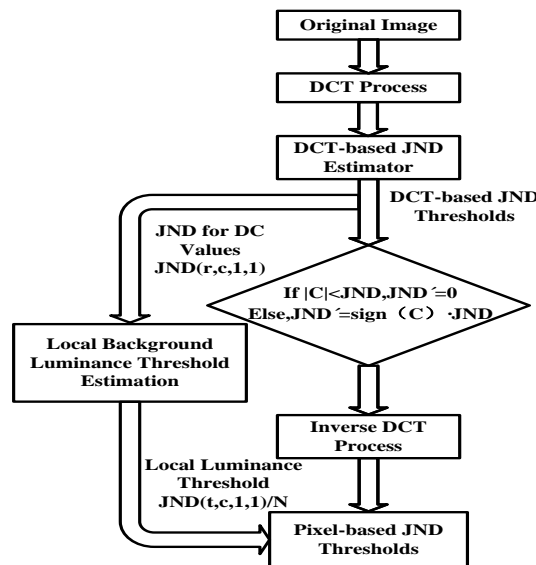 Original Image
DCT Process
DCT-based JND
Estimator
DCT-based JND
Thresholds
JND for DC
Values
JND(r,c,1,1)
If |C|<JND,JND´=0
Else,JND´=sign（C）·JND
Local Background
Luminance Threshold
Estimation
Inverse DCT
Process
Local Luminance
Threshold
JND(t,c,1,1)/N
Pixel-based JND
Thresholds